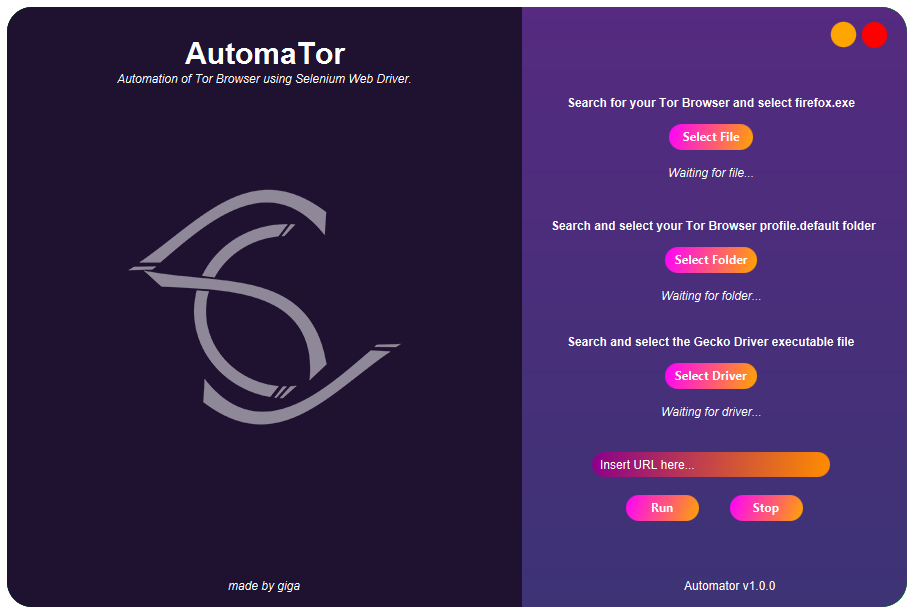 AutomaTor
Automation of Tor Browser using Selenium Web Driver.
made by giga
Search for your Tor Browser and select firefox.exe
Select File
Waiting for file...
Search and select your Tor Browser profile.default folder
Select Folder
Waiting for folder...
Search and select the Gecko Driver executable file
Select Driver
Waiting for driver...
Insert URL here...
Run
Stop
Automator v1.0.0